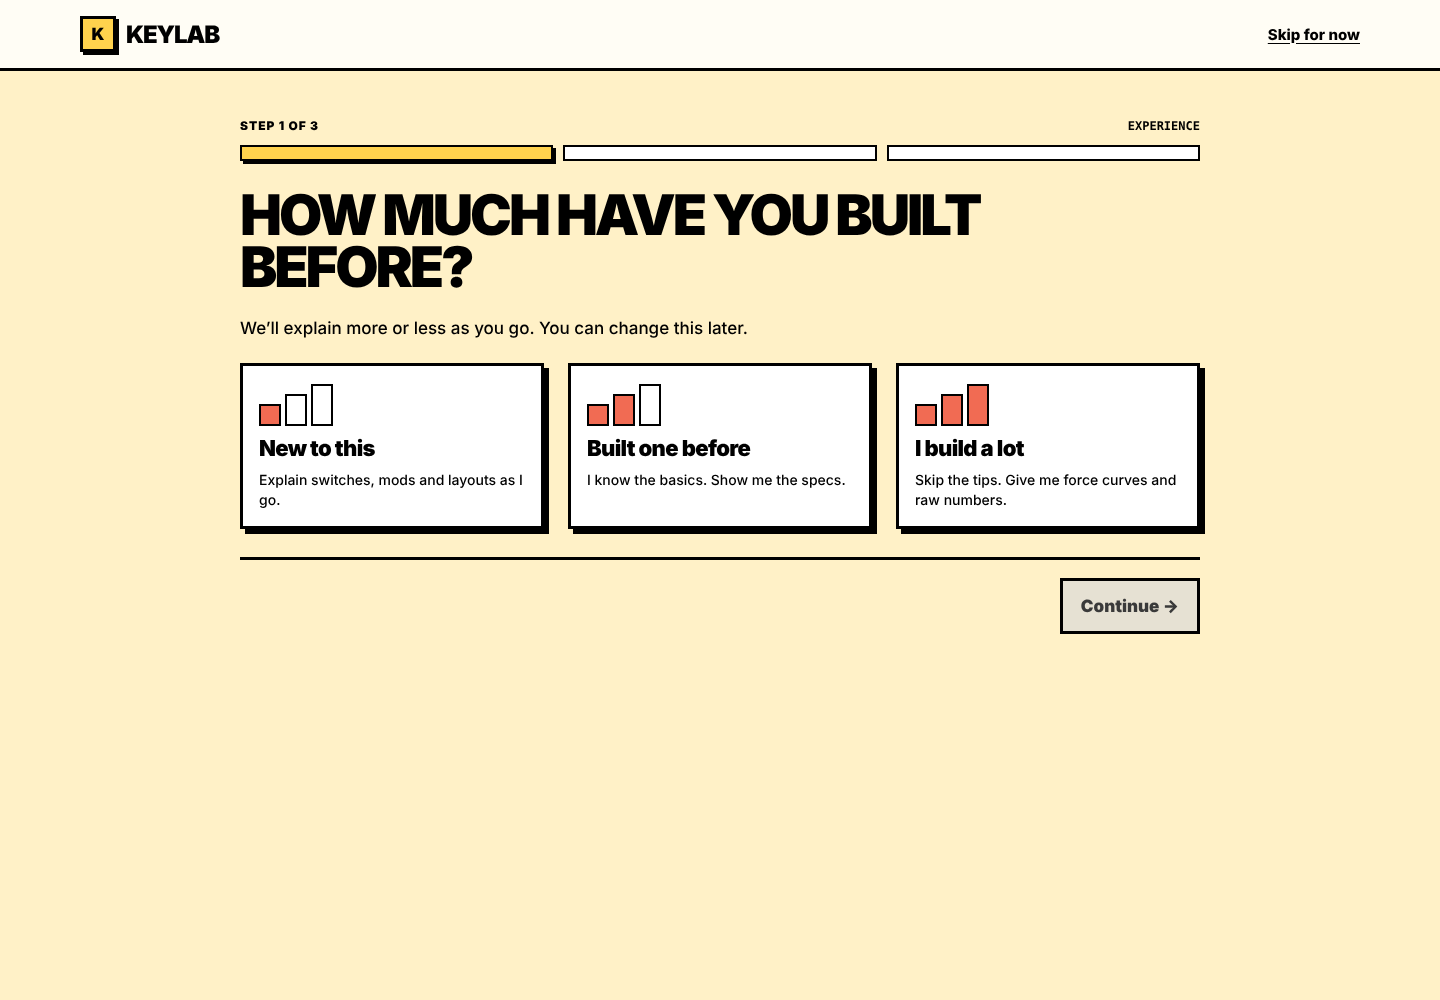 K KEYLAB
Skip for now
STEP 1 OF 3
EXPERIENCE
HOW MUCH HAVE YOU BUILT
BEFORE?
We’ll explain more or less as you go. You can change this later.
New to this
Explain switches, mods and layouts as I
go.
Built one before
I know the basics. Show me the specs.
I build a lot
Skip the tips. Give me force curves and
raw numbers.
Continue →